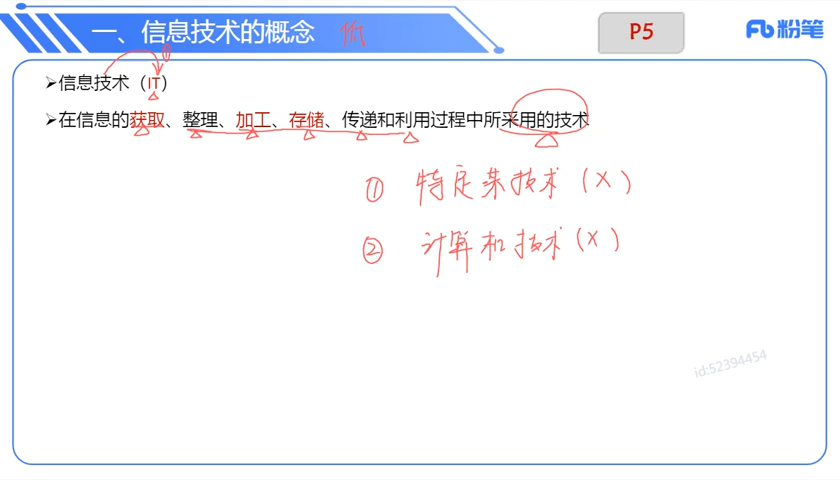 一、信息技术的概念
P5
粉笔
➢信息技术（IT）
➢在信息的获取、整理、加工、存储、传递和利用过程中所采用的技术
① 特定某技术（X）
② 计算机技术（X）
id:52394454